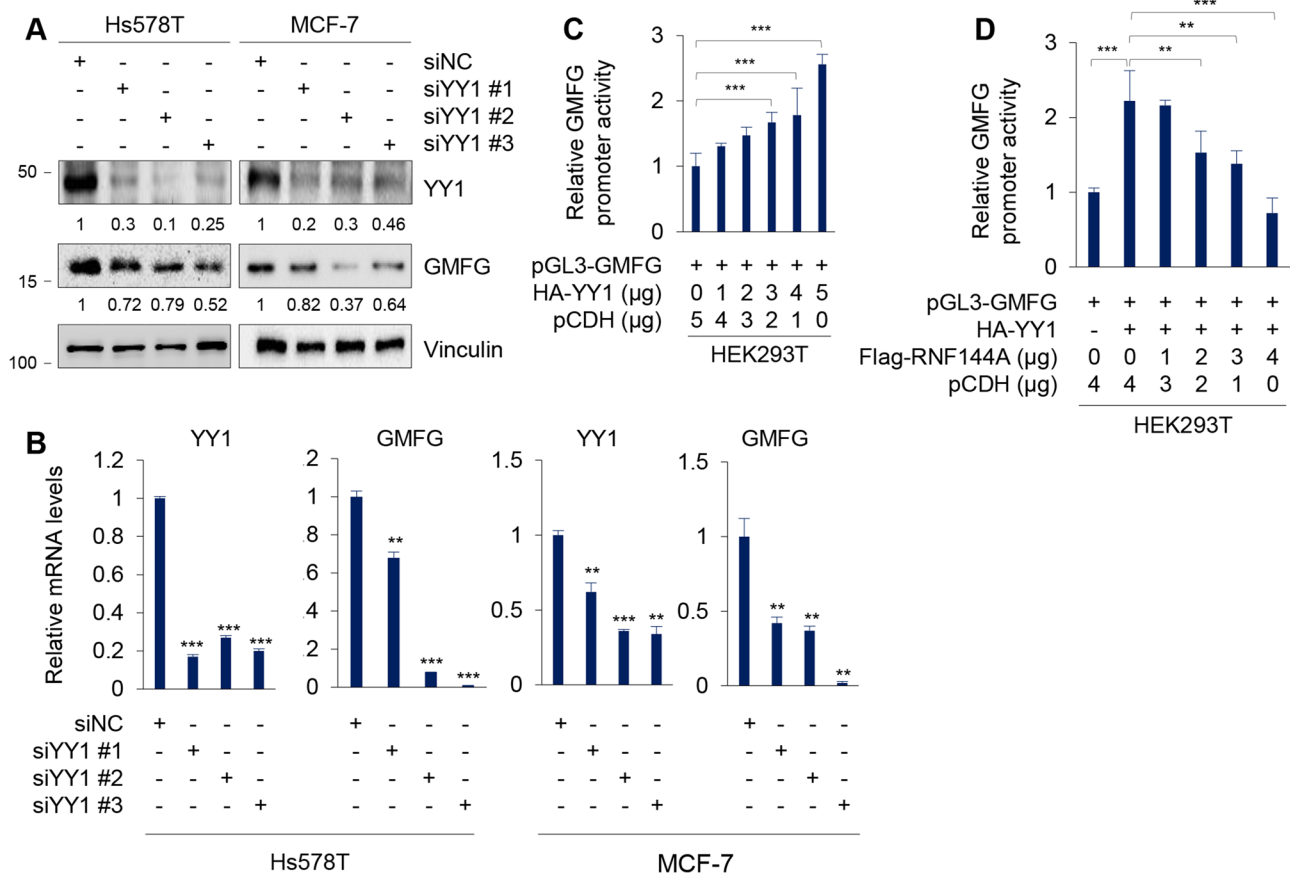 A
Hs578T MCF-7
+ - - - + - - - siNC
- + - - - + - - siYY1 #1
- - + - - - + - siYY1 #2
- - - + - - - + siYY1 #3
50 YY1
1 0.3 0.1 0.25 1 0.2 0.3 0.46
GMFG
15
1 0.72 0.79 0.52 1 0.82 0.37 0.64
Vinculin
100
B
YY1 GMFG YY1 GMFG
Relative mRNA levels
1.2
1
0.8
0.6
0.4
0.2
0
*** *** ***
.2
1
.8
.6
.4
.2
0
** *** ***
1.5
1
0.5
0
** *** **
1.5
1
0.5
0
** ** **
siNC + - - - + - - - + - - - + - - -
siYY1 #1 - + - - - + - - - + - - - + - -
siYY1 #2 - - + - - - + - - - + - - - + -
siYY1 #3 - - - + - - - + - - - + - - - +
Hs578T MCF-7
C
Relative GMFG
promoter activity
3
2
1
0
***
***
***
pGL3-GMFG + + + + + +
HA-YY1 (μg) 0 1 2 3 4 5
pCDH (μg) 5 4 3 2 1 0
HEK293T
D
Relative GMFG
promoter activity
3
2
1
0
***
**
*** **
pGL3-GMFG + + + + + +
HA-YY1 - + + + + +
Flag-RNF144A (μg) 0 0 1 2 3 4
pCDH (μg) 4 4 3 2 1 0
HEK293T